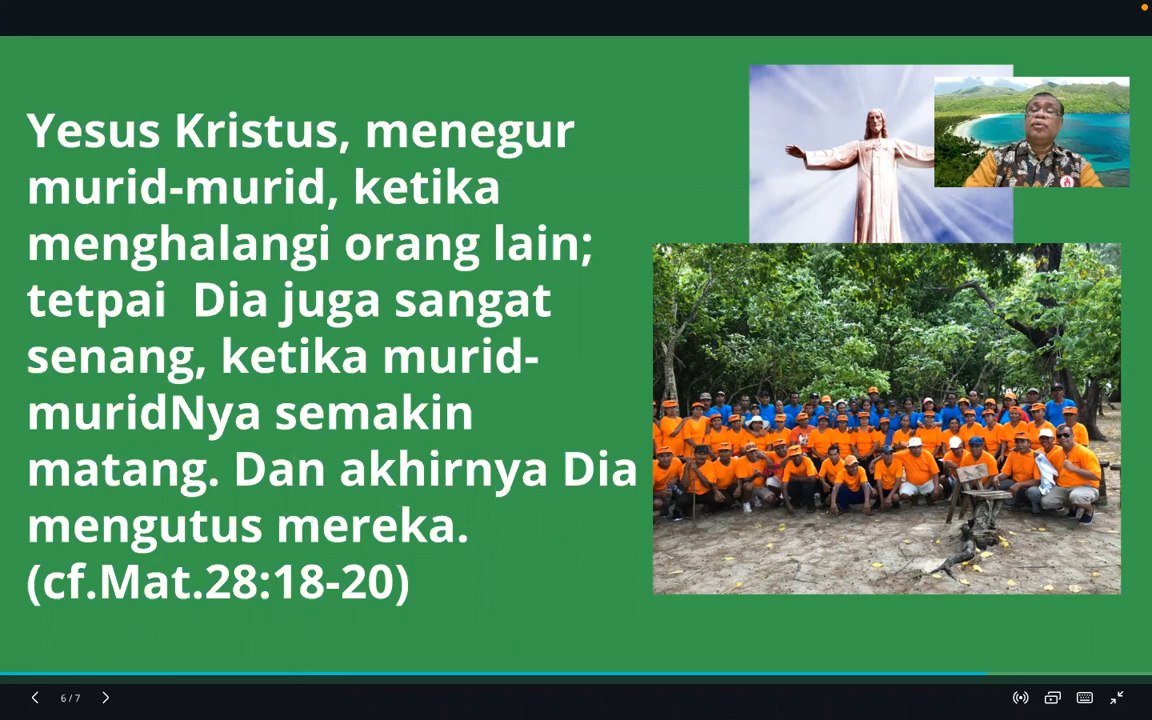 Yesus Kristus, menegur
murid-murid, ketika
menghalangi orang lain;
tetpai  Dia juga sangat
senang, ketika murid-
muridNya semakin
matang. Dan akhirnya Dia
mengutus mereka.
(cf.Mat.28:18-20)
6 / 7